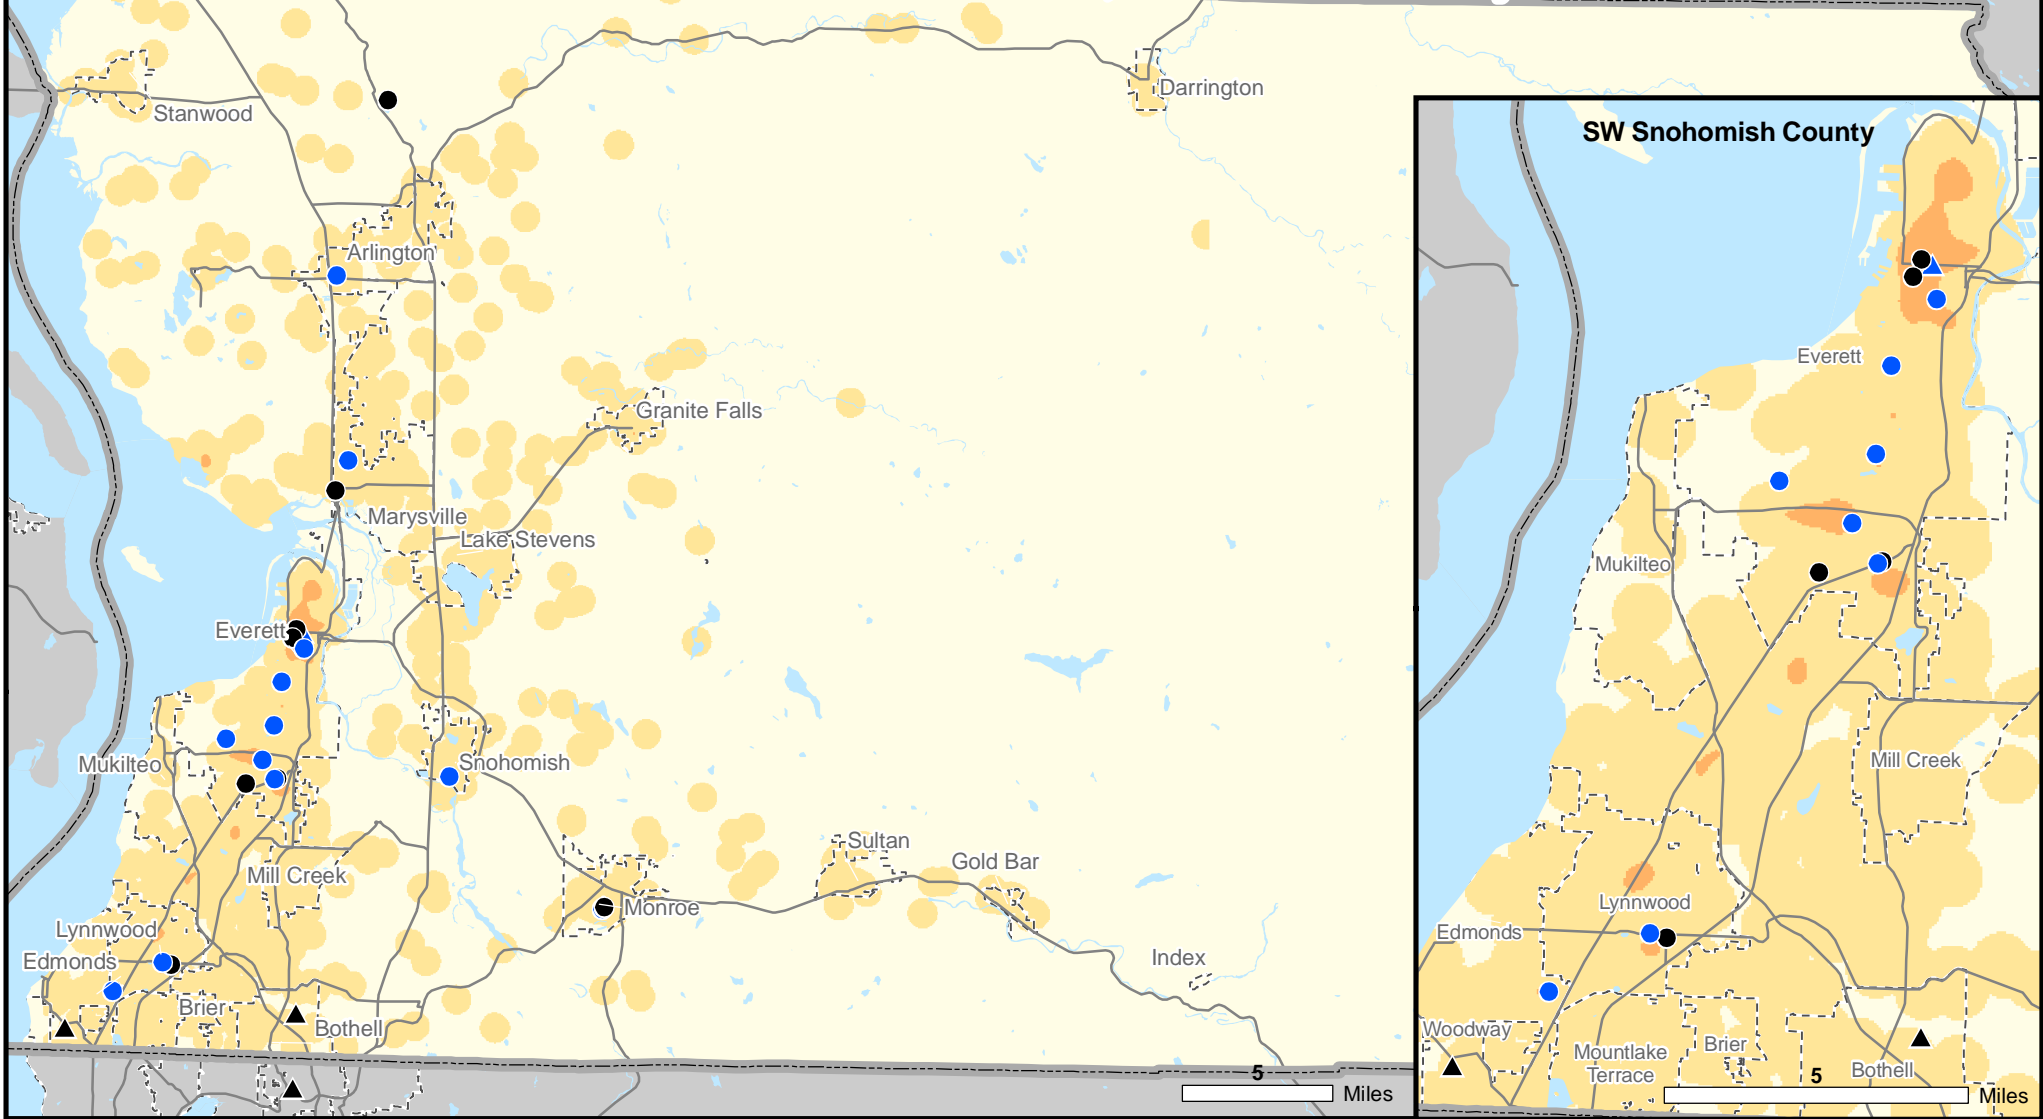 Stanwood
Darrington
Arlington
Granite Falls
Marysville
Lake Stevens
Everett
Mukilteo
Snohomish
Mill Creek
Sultan
Gold Bar
Monroe
Lynnwood
Edmonds
Index
Brier
Bothell
5
Miles
SW Snohomish County
Everett
Mukilteo
Mill Creek
Lynnwood
Edmonds
Woodway
Mountlake
Terrace
Brier
Bothell
5
Miles